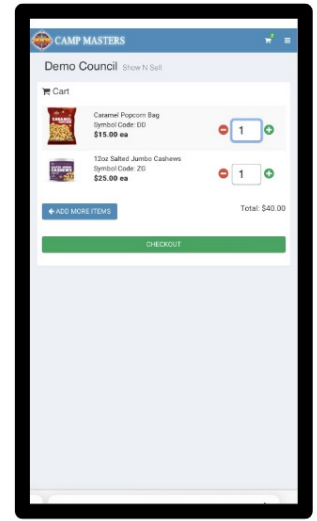 CAMP MASTERS
Demo Council Show N Sell
Cart
Caramel Popcorn Bag
Symbol Code: DD
$15.00 ea
1
12oz Salted Jumbo Cashews
Symbol Code: ZG
$25.00 ea
1
ADD MORE ITEMS
Total: $40.00
CHECKOUT